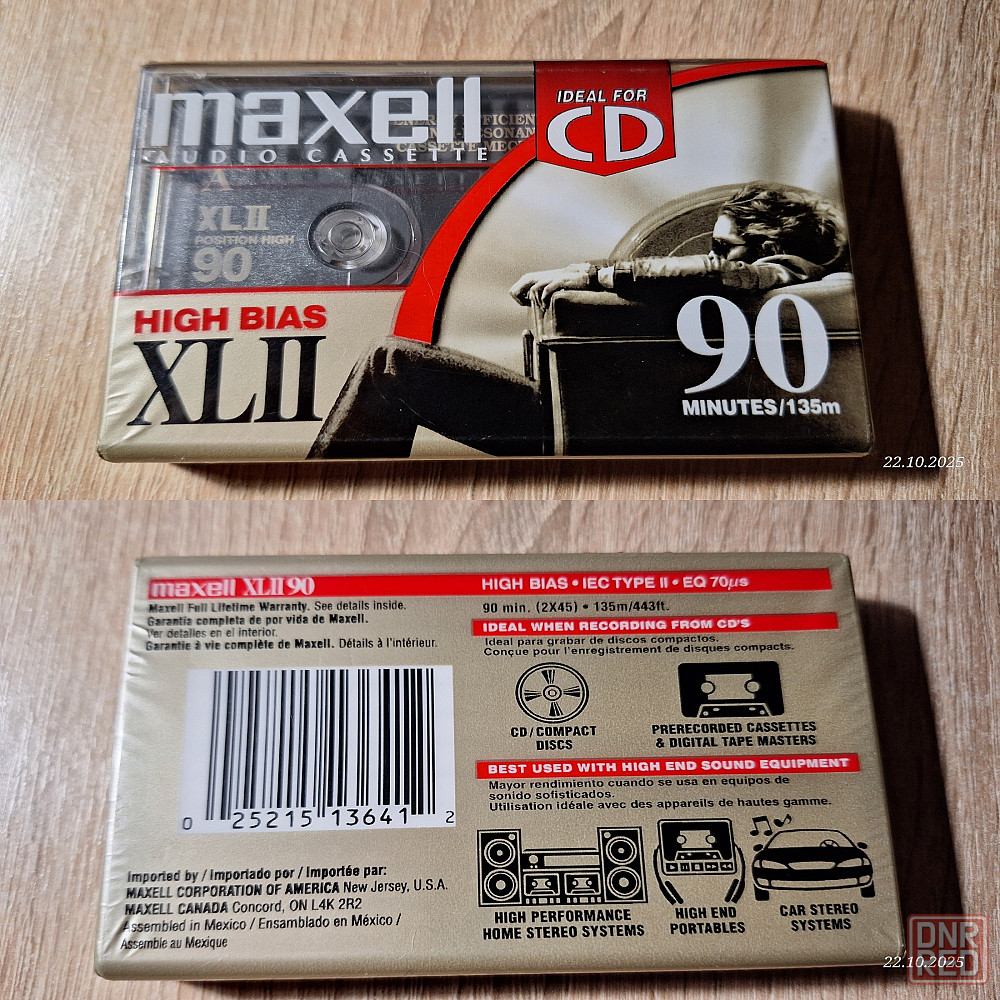 maxell
AUDIO CASSETTE
IDEAL FOR
CD
A
XLII
POSITION HIGH
90
HIGH BIAS
XLII
90
MINUTES/135m
22.10.2025
maxell XLII 90
Maxell Full Lifetime Warranty. See details inside.
Garantia completa de por vida de Maxell.
Ver detalles en el interior.
Garantie à vie complète de Maxell. Détails à l'intérieur.
0 25215 13641 2
Imported by / Importado por / Importée par:
MAXELL CORPORATION OF AMERICA New Jersey, U.S.A.
MAXELL CANADA Concord, ON L4K 2R2
Assembled in Mexico / Ensamblado en México /
Assemble au Mexique
HIGH BIAS • IEC TYPE II • EQ 70µs
90 min. (2X45) • 135m/443ft.
IDEAL WHEN RECORDING FROM CD'S
Ideal para grabar de discos compactos.
Conçue pour l'enregistrement de disques compacts.
CD/COMPACT
DISCS
PRERECORDED CASSETTES
& DIGITAL TAPE MASTERS
BEST USED WITH HIGH END SOUND EQUIPMENT
Mayor rendimiento cuando se usa en equipos de
sonido sofisticados.
Utilisation idéale avec des appareils de hautes gamme.
HIGH PERFORMANCE
HOME STEREO SYSTEMS
HIGH END
PORTABLES
CAR STEREO
SYSTEMS
DNR
RED
22.10.2025